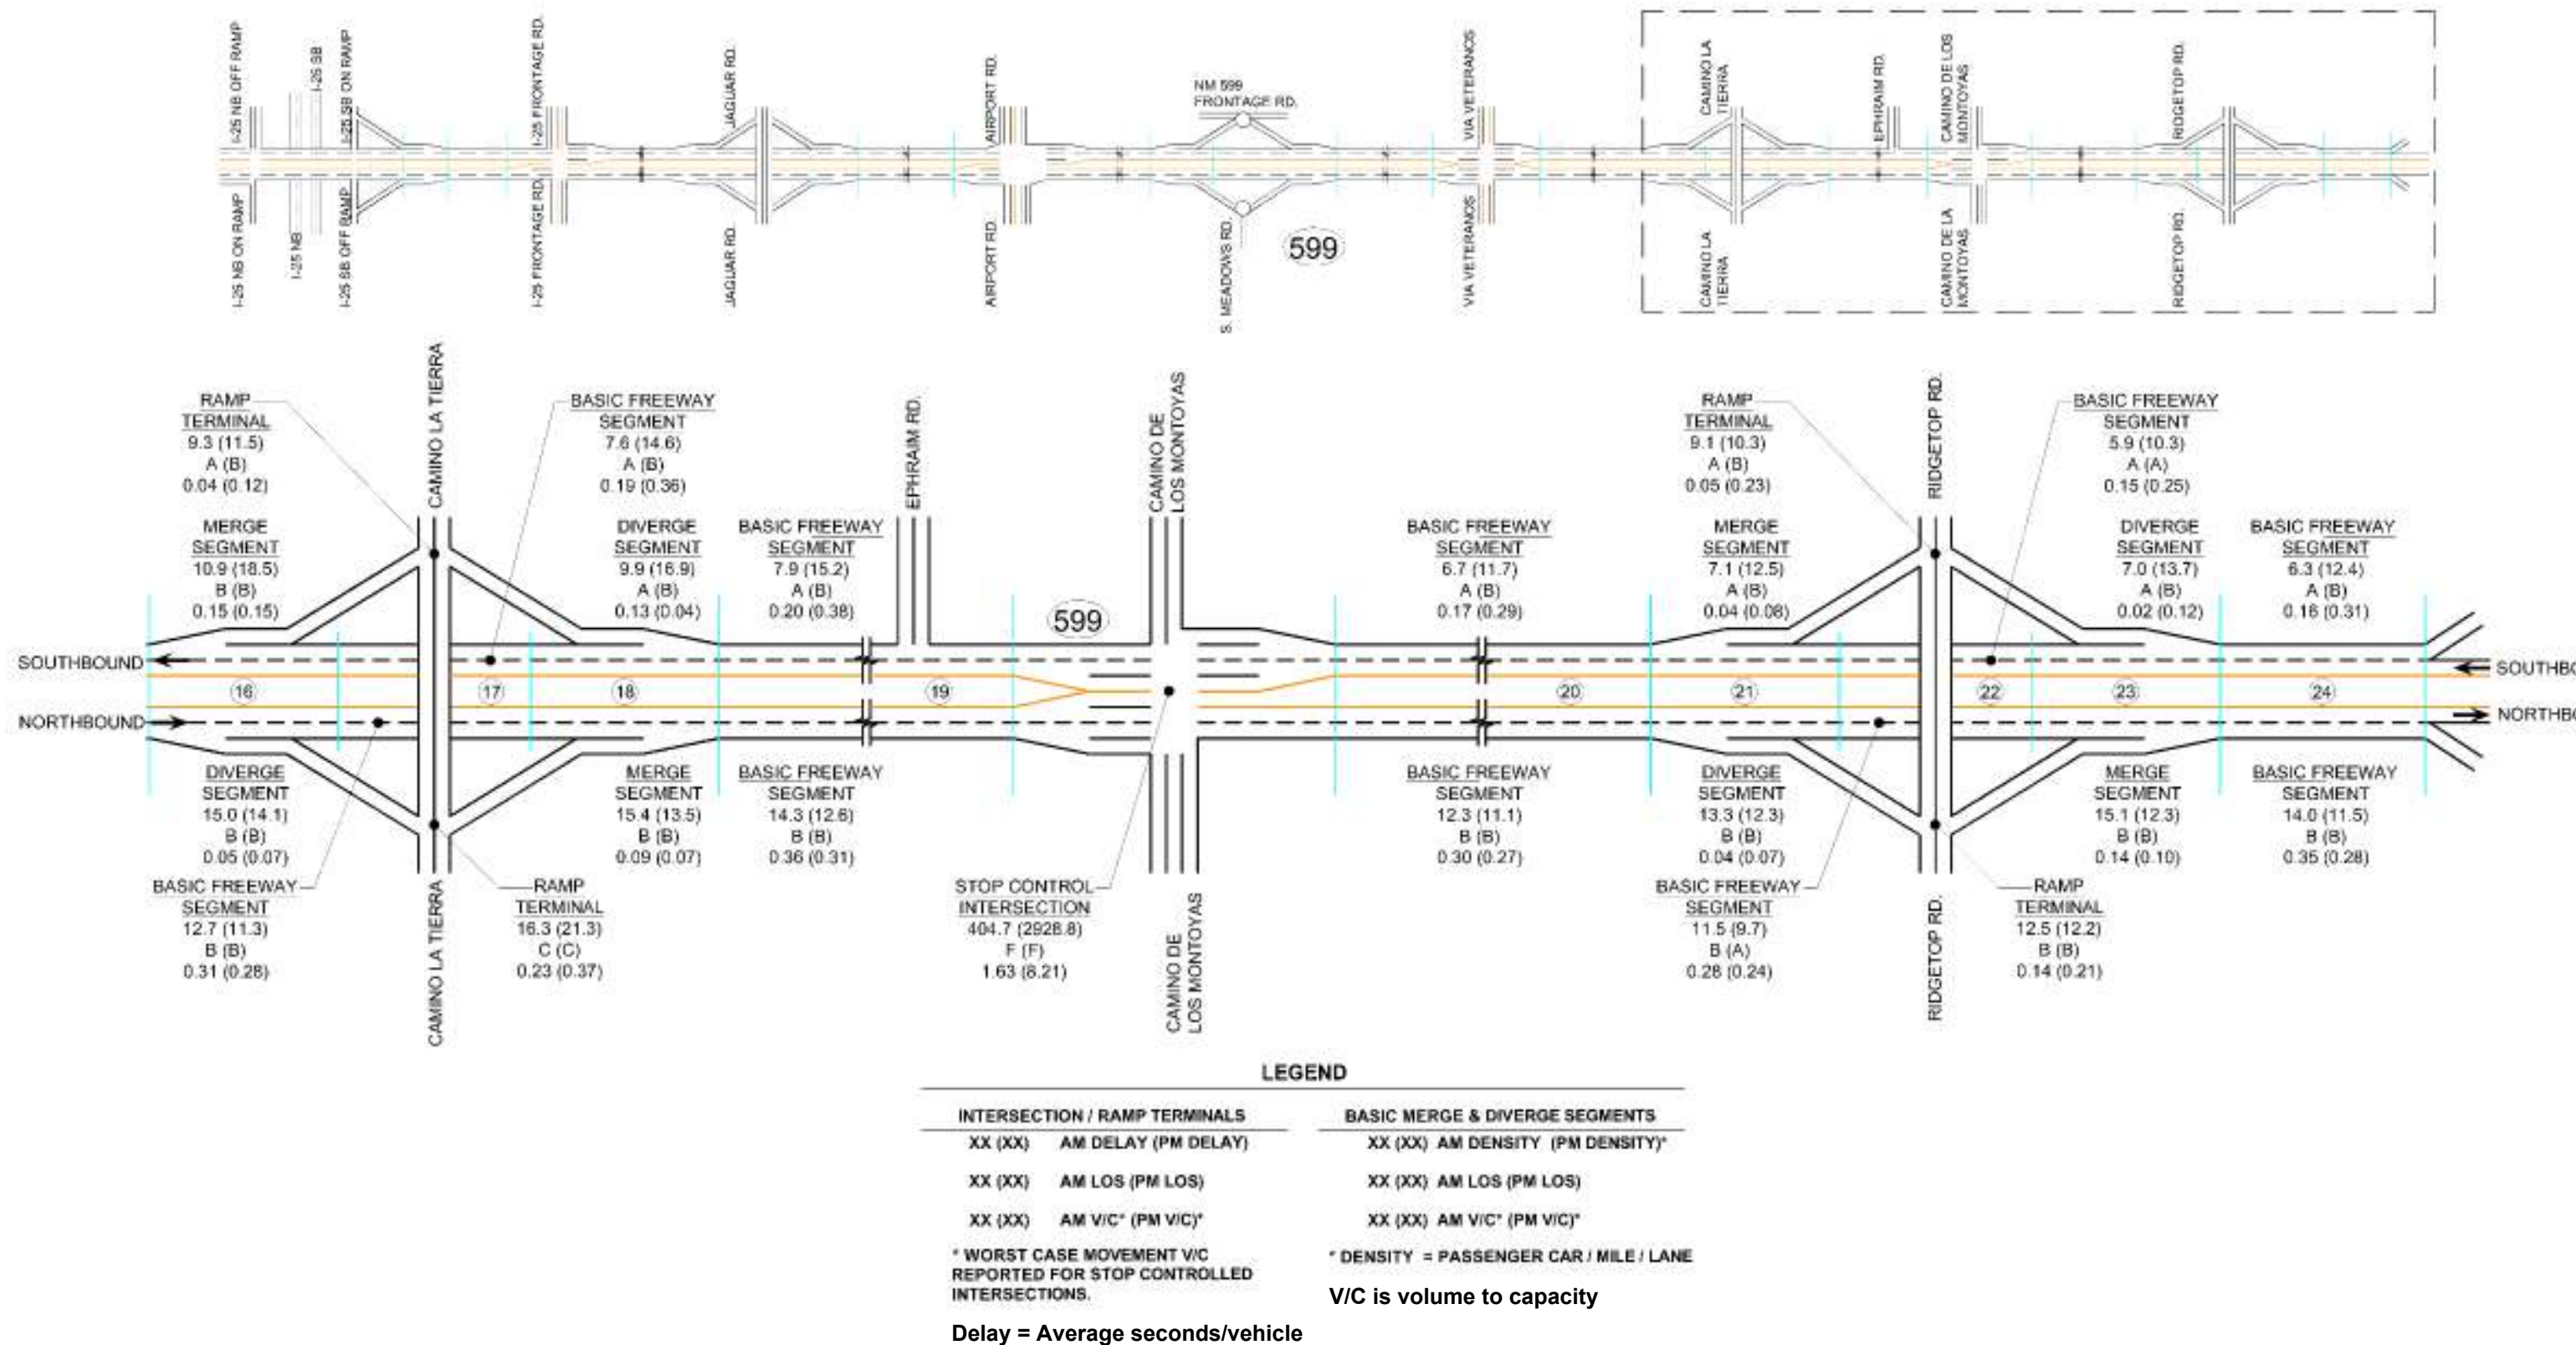 I-25 NB OFF RAMP
I-25 SB
I-25 SB ON RAMP
I-25 FRONTAGE RD.
JAGUAR RD.
AIRPORT RD.
NM 599
FRONTAGE RD.
VIA VETERANOS
CAMINO LA
TIERRA
EPHRAIM RD.
CAMINO DE LOS
MONTOYAS
RIDGETOP RD.
I-25 NB ON RAMP
I-25 NB
I-25 SB OFF RAMP
I-25 FRONTAGE RD.
JAGUAR RD.
AIRPORT RD.
S. MEADOWS RD.
599
VIA VETERANOS
CAMINO LA
TIERRA
CAMINO DE LA
MONTOYAS
RIDGETOP RD.
RAMP
TERMINAL
9.3 (11.5)
A (B)
0.04 (0.12)
CAMINO LA TIERRA
BASIC FREEWAY
SEGMENT
7.6 (14.6)
A (B)
0.19 (0.36)
MERGE
SEGMENT
10.9 (18.5)
B (B)
0.15 (0.15)
DIVERGE
SEGMENT
9.9 (16.9)
A (B)
0.13 (0.04)
BASIC FREEWAY
SEGMENT
7.9 (15.2)
A (B)
0.20 (0.38)
EPHRAIM RD.
599
CAMINO DE
LOS MONTOYAS
BASIC FREEWAY
SEGMENT
6.7 (11.7)
A (B)
0.17 (0.29)
RAMP
TERMINAL
9.1 (10.3)
A (B)
0.05 (0.23)
MERGE
SEGMENT
7.1 (12.5)
A (B)
0.04 (0.08)
RIDGETOP RD.
BASIC FREEWAY
SEGMENT
5.9 (10.3)
A (A)
0.15 (0.25)
DIVERGE
SEGMENT
7.0 (13.7)
A (B)
0.02 (0.12)
BASIC FREEWAY
SEGMENT
6.3 (12.4)
A (B)
0.16 (0.31)
SOUTHBOUND
SOUTHBO
16
17
18
19
20
21
22
23
24
NORTHBOUND
NORTHBO
DIVERGE
SEGMENT
15.0 (14.1)
B (B)
0.05 (0.07)
BASIC FREEWAY
SEGMENT
12.7 (11.3)
B (B)
0.31 (0.28)
CAMINO LA TIERRA
MERGE
SEGMENT
15.4 (13.5)
B (B)
0.09 (0.07)
RAMP
TERMINAL
16.3 (21.3)
C (C)
0.23 (0.37)
BASIC FREEWAY
SEGMENT
14.3 (12.6)
B (B)
0.36 (0.31)
STOP CONTROL
INTERSECTION
404.7 (2928.8)
F (F)
1.63 (8.21)
CAMINO DE
LOS MONTOYAS
BASIC FREEWAY
SEGMENT
12.3 (11.1)
B (B)
0.30 (0.27)
DIVERGE
SEGMENT
13.3 (12.3)
B (B)
0.04 (0.07)
BASIC FREEWAY
SEGMENT
11.5 (9.7)
B (A)
0.28 (0.24)
RIDGETOP RD.
MERGE
SEGMENT
15.1 (12.3)
B (B)
0.14 (0.10)
RAMP
TERMINAL
12.5 (12.2)
B (B)
0.14 (0.21)
BASIC FREEWAY
SEGMENT
14.0 (11.5)
B (B)
0.35 (0.28)
LEGEND
INTERSECTION / RAMP TERMINALS
XX (XX) AM DELAY (PM DELAY)
XX (XX) AM LOS (PM LOS)
XX (XX) AM V/C* (PM V/C)*
* WORST CASE MOVEMENT V/C
REPORTED FOR STOP CONTROLLED
INTERSECTIONS.
Delay = Average seconds/vehicle
BASIC MERGE & DIVERGE SEGMENTS
XX (XX) AM DENSITY (PM DENSITY)*
XX (XX) AM LOS (PM LOS)
XX (XX) AM V/C* (PM V/C)*
* DENSITY = PASSENGER CAR / MILE / LANE
V/C is volume to capacity